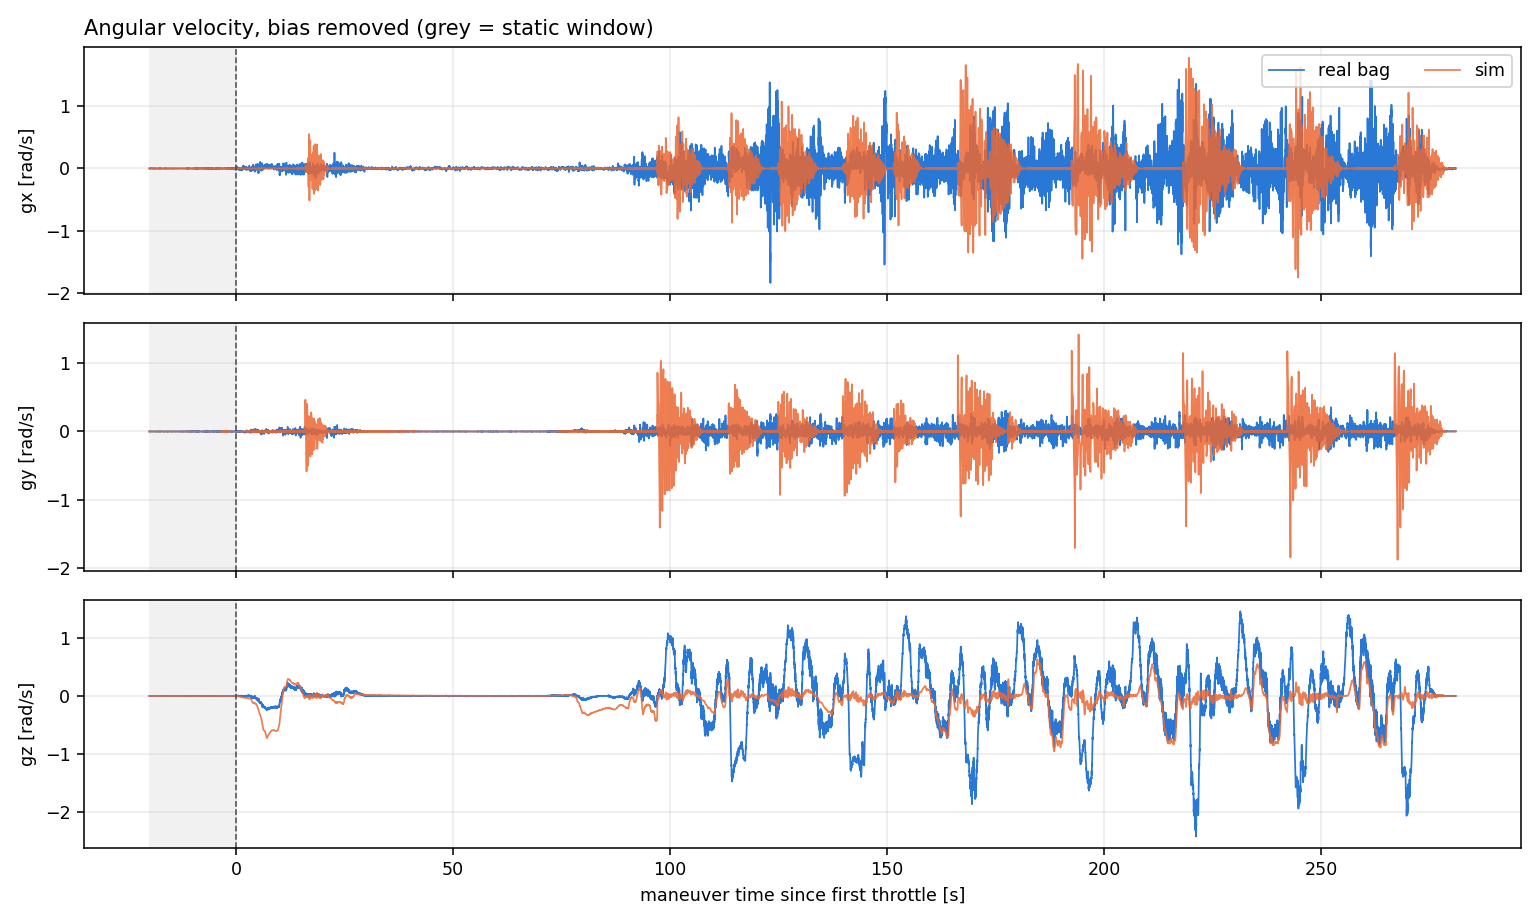 Angular velocity, bias removed (grey = static window)
real bag
sim
gx [rad/s]
1
0
−1
−2
gy [rad/s]
1
0
−1
−2
gz [rad/s]
1
0
−1
−2
0
50
100
150
200
250
maneuver time since first throttle [s]